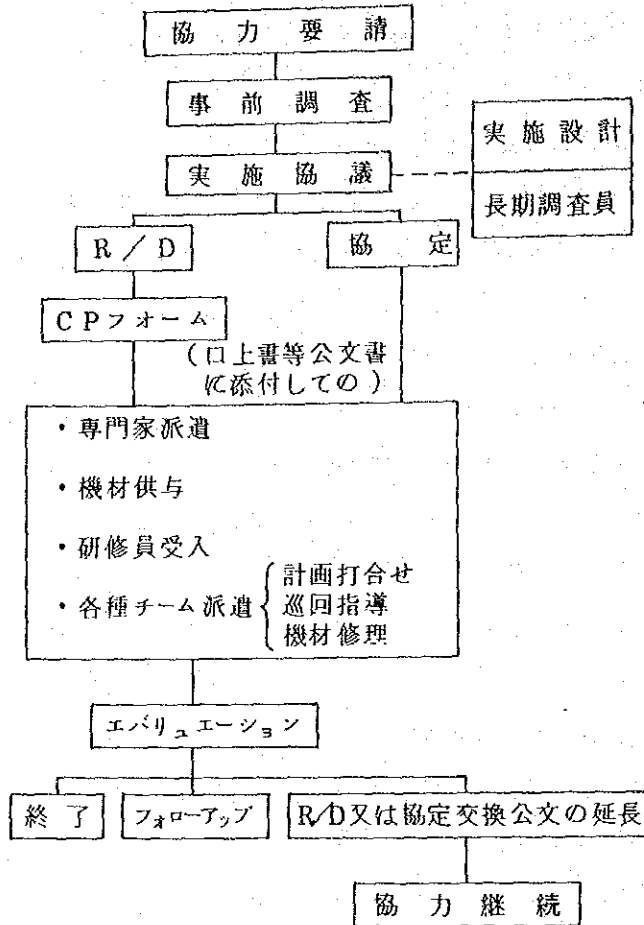 協力要請
事前調査
実施協議
実施設計
長期調査員
R/D
協定
CPフォーム
(口上書等公文書
に添付しての)
・専門家派遣
・機材供与
・研修員受入
・各種チーム派遣
計画打合せ
巡回指導
機材修理
エバリュエーション
終了
フォローアップ
R/D又は協定交換公文の延長
協力継続